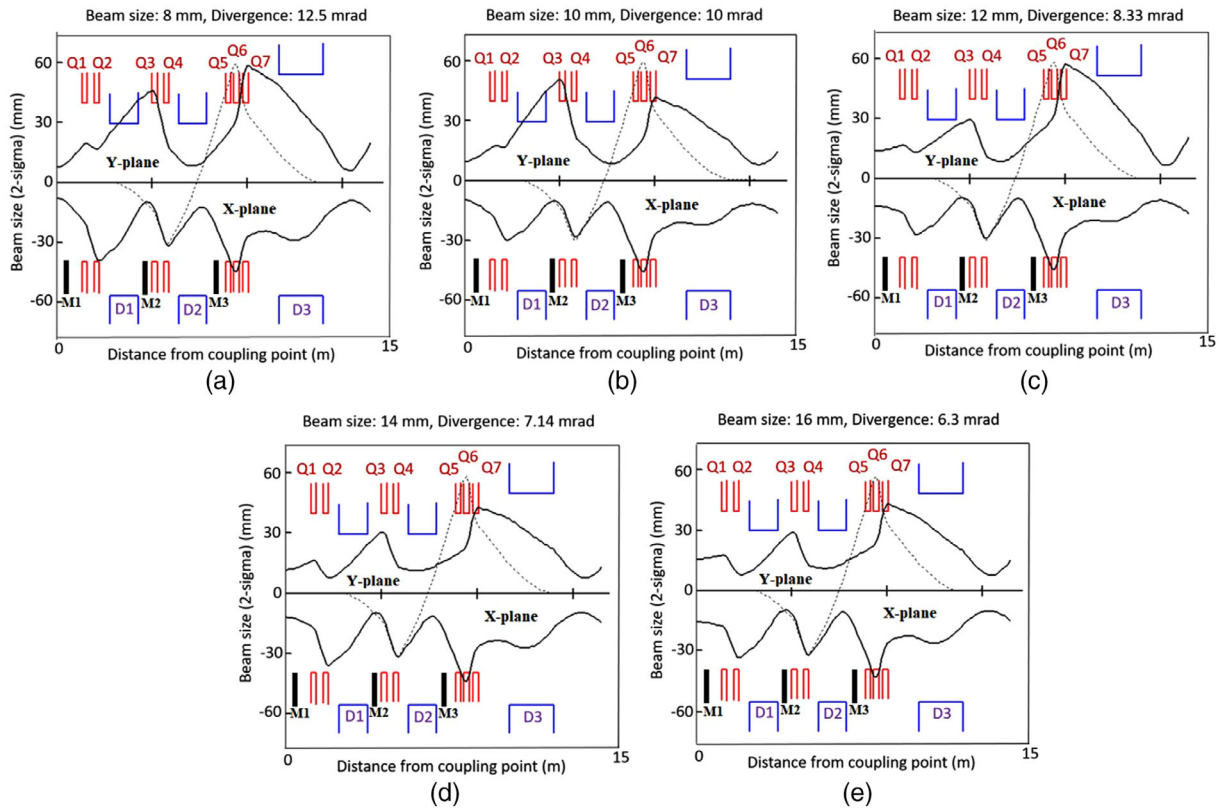 Beam size: 8 mm, Divergence: 12.5 mrad
Beam size (2-sigma) (mm)
60
30
0
-30
-60
Q1 Q2 Q3 Q4 Q5 Q6 Q7
Y-plane
X-plane
M1 D1 M2 D2 M3 D3
0 15
Distance from coupling point (m)
(a)
Beam size: 10 mm, Divergence: 10 mrad
Beam size (2-sigma) (mm)
60
30
0
-30
-60
Q1 Q2 Q3 Q4 Q5 Q6 Q7
Y-plane
X-plane
M1 D1 M2 D2 M3 D3
0 15
Distance from coupling point (m)
(b)
Beam size: 12 mm, Divergence: 8.33 mrad
Beam size (2-sigma) (mm)
60
30
0
-30
-60
Q1 Q2 Q3 Q4 Q5 Q6 Q7
Y-plane
X-plane
M1 D1 M2 D2 M3 D3
0 15
Distance from coupling point (m)
(c)
Beam size: 14 mm, Divergence: 7.14 mrad
Beam size (2-sigma) (mm)
60
30
0
-30
-60
Q1 Q2 Q3 Q4 Q5 Q6 Q7
Y-plane
X-plane
M1 D1 M2 D2 M3 D3
0 15
Distance from coupling point (m)
(d)
Beam size: 16 mm, Divergence: 6.3 mrad
Beam size (2-sigma) (mm)
60
30
0
-30
-60
Q1 Q2 Q3 Q4 Q5 Q6 Q7
Y-plane
X-plane
M1 D1 M2 D2 M3 D3
0 15
Distance from coupling point (m)
(e)